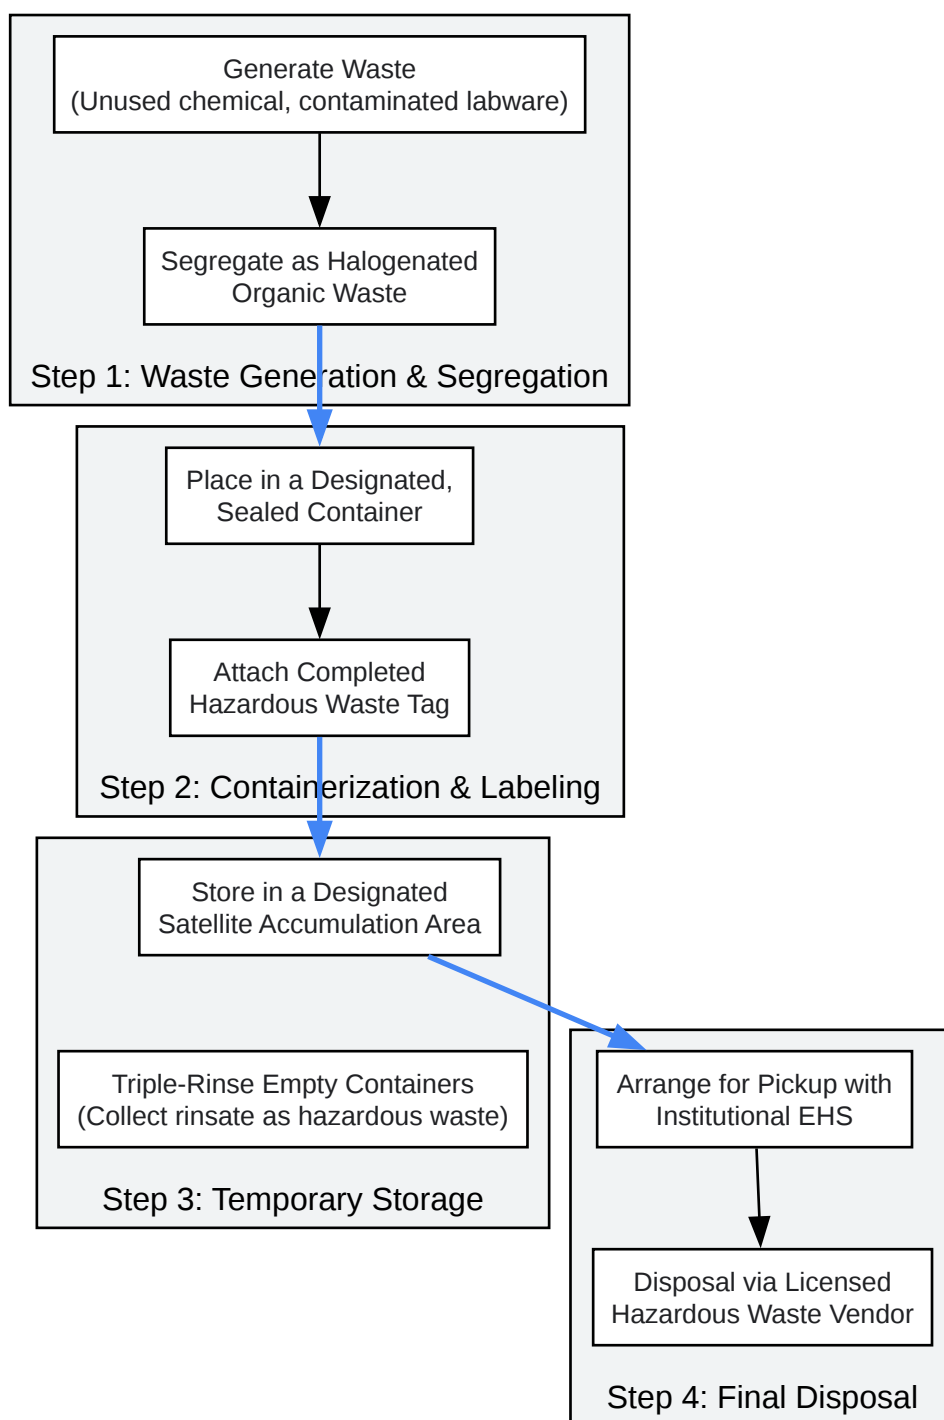 Generate Waste
(Unused chemical, contaminated labware)
Segregate as Halogenated
Organic Waste
Step 1: Waste Generation & Segregation
Place in a Designated,
Sealed Container
Attach Completed
Hazardous Waste Tag
Step 2: Containerization & Labeling
Store in a Designated
Satellite Accumulation Area
Triple-Rinse Empty Containers
(Collect rinsate as hazardous waste)
Step 3: Temporary Storage
Arrange for Pickup with
Institutional EHS
Disposal via Licensed
Hazardous Waste Vendor
Step 4: Final Disposal